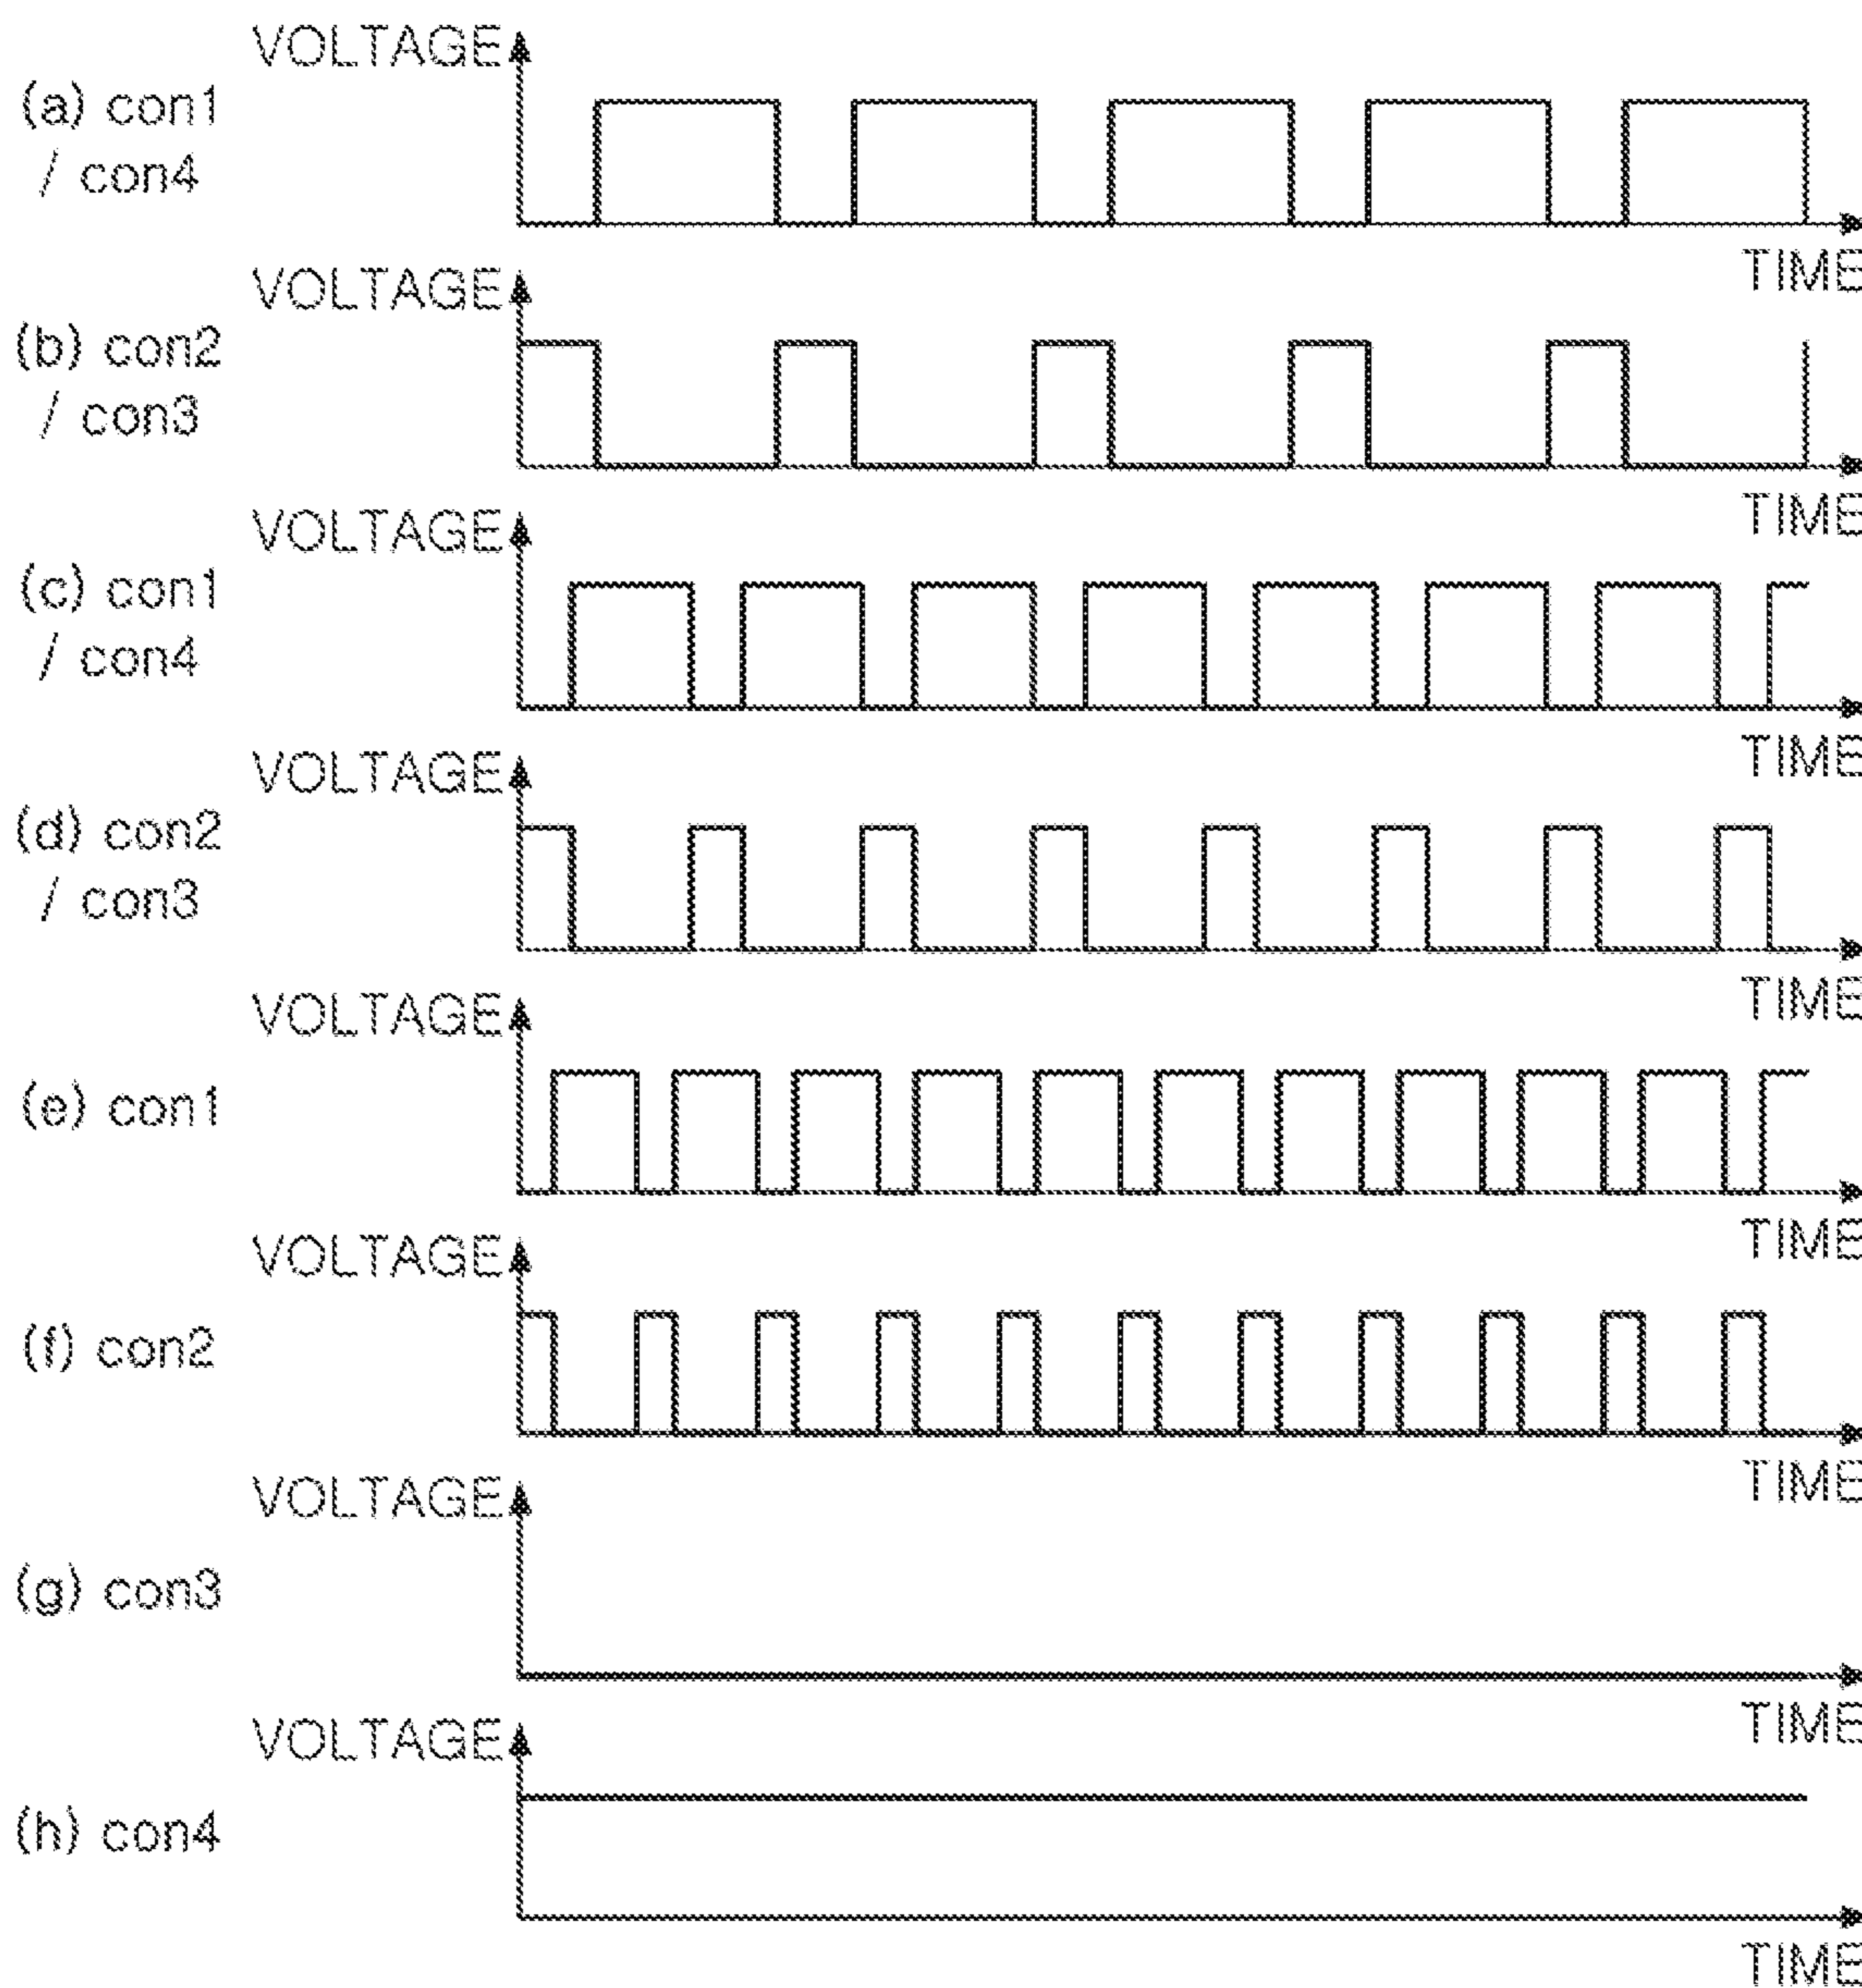 VOLTAGE
(a) con1
/ con4
TIME
VOLTAGE
(b) con2
/ con3
TIME
VOLTAGE
(c) con1
/ con4
TIME
VOLTAGE
(d) con2
/ con3
TIME
VOLTAGE
(e) con1
TIME
VOLTAGE
(f) con2
TIME
VOLTAGE
(g) con3
TIME
VOLTAGE
(h) con4
TIME